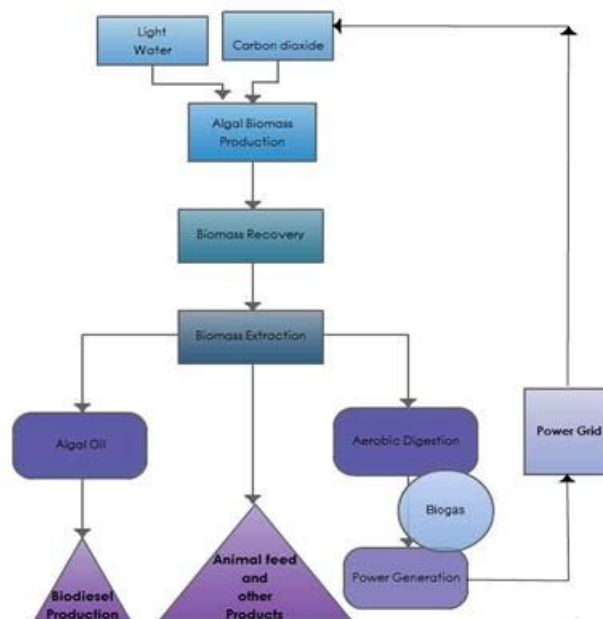 Light
Water
Carbon dioxide
Algal Biomass
Production
Biomass Recovery
Biomass Extraction
Algal Oil
Aerobic Digestion
Power Grid
Biogas
Power Generation
Animal feed
and
other
Products
Biodiesel
Production